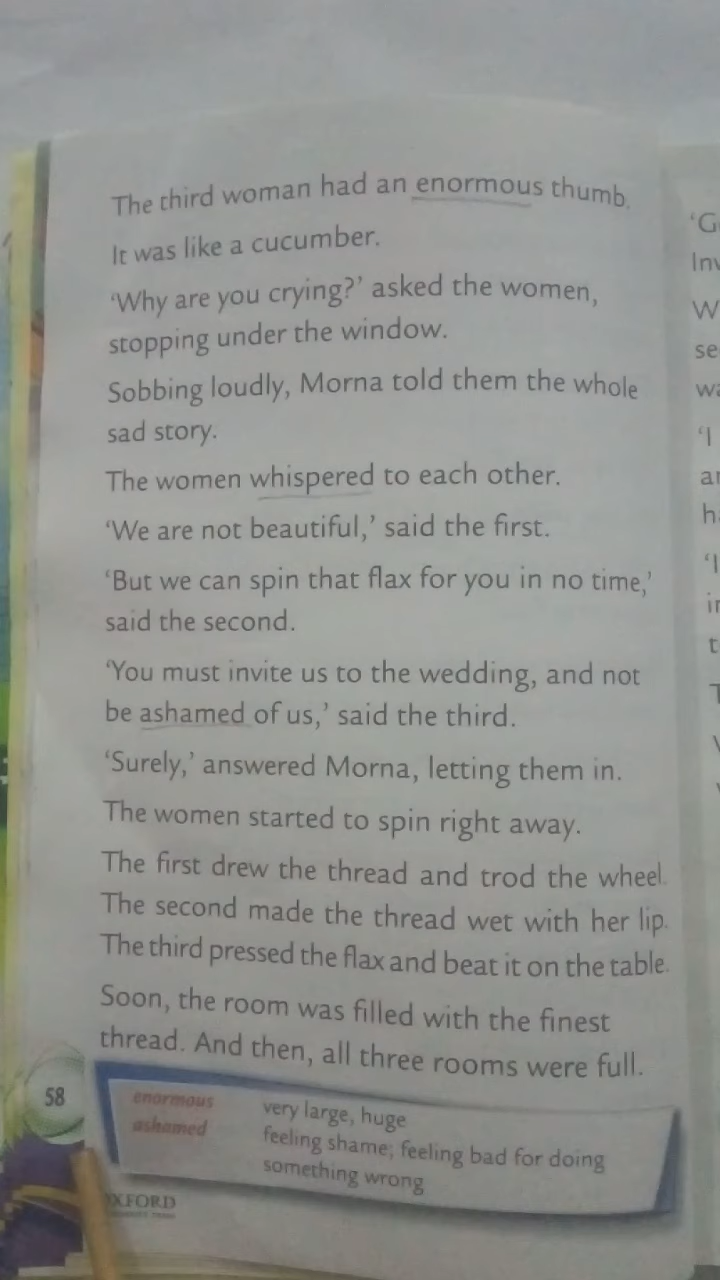 The third woman had an enormous thumb.
It was like a cucumber.
'Why are you crying?' asked the women,
stopping under the window.
Sobbing loudly, Morna told them the whole
sad story.
The women whispered to each other.
'We are not beautiful,' said the first.
'But we can spin that flax for you in no time,'
said the second.
'You must invite us to the wedding, and not
be ashamed of us,' said the third.
'Surely,' answered Morna, letting them in.
The women started to spin right away.
The first drew the thread and trod the wheel.
The second made the thread wet with her lip.
The third pressed the flax and beat it on the table.
Soon, the room was filled with the finest
thread. And then, all three rooms were full.
58
enormous very large, huge
ashamed feeling shame; feeling bad for doing
something wrong
OXFORD